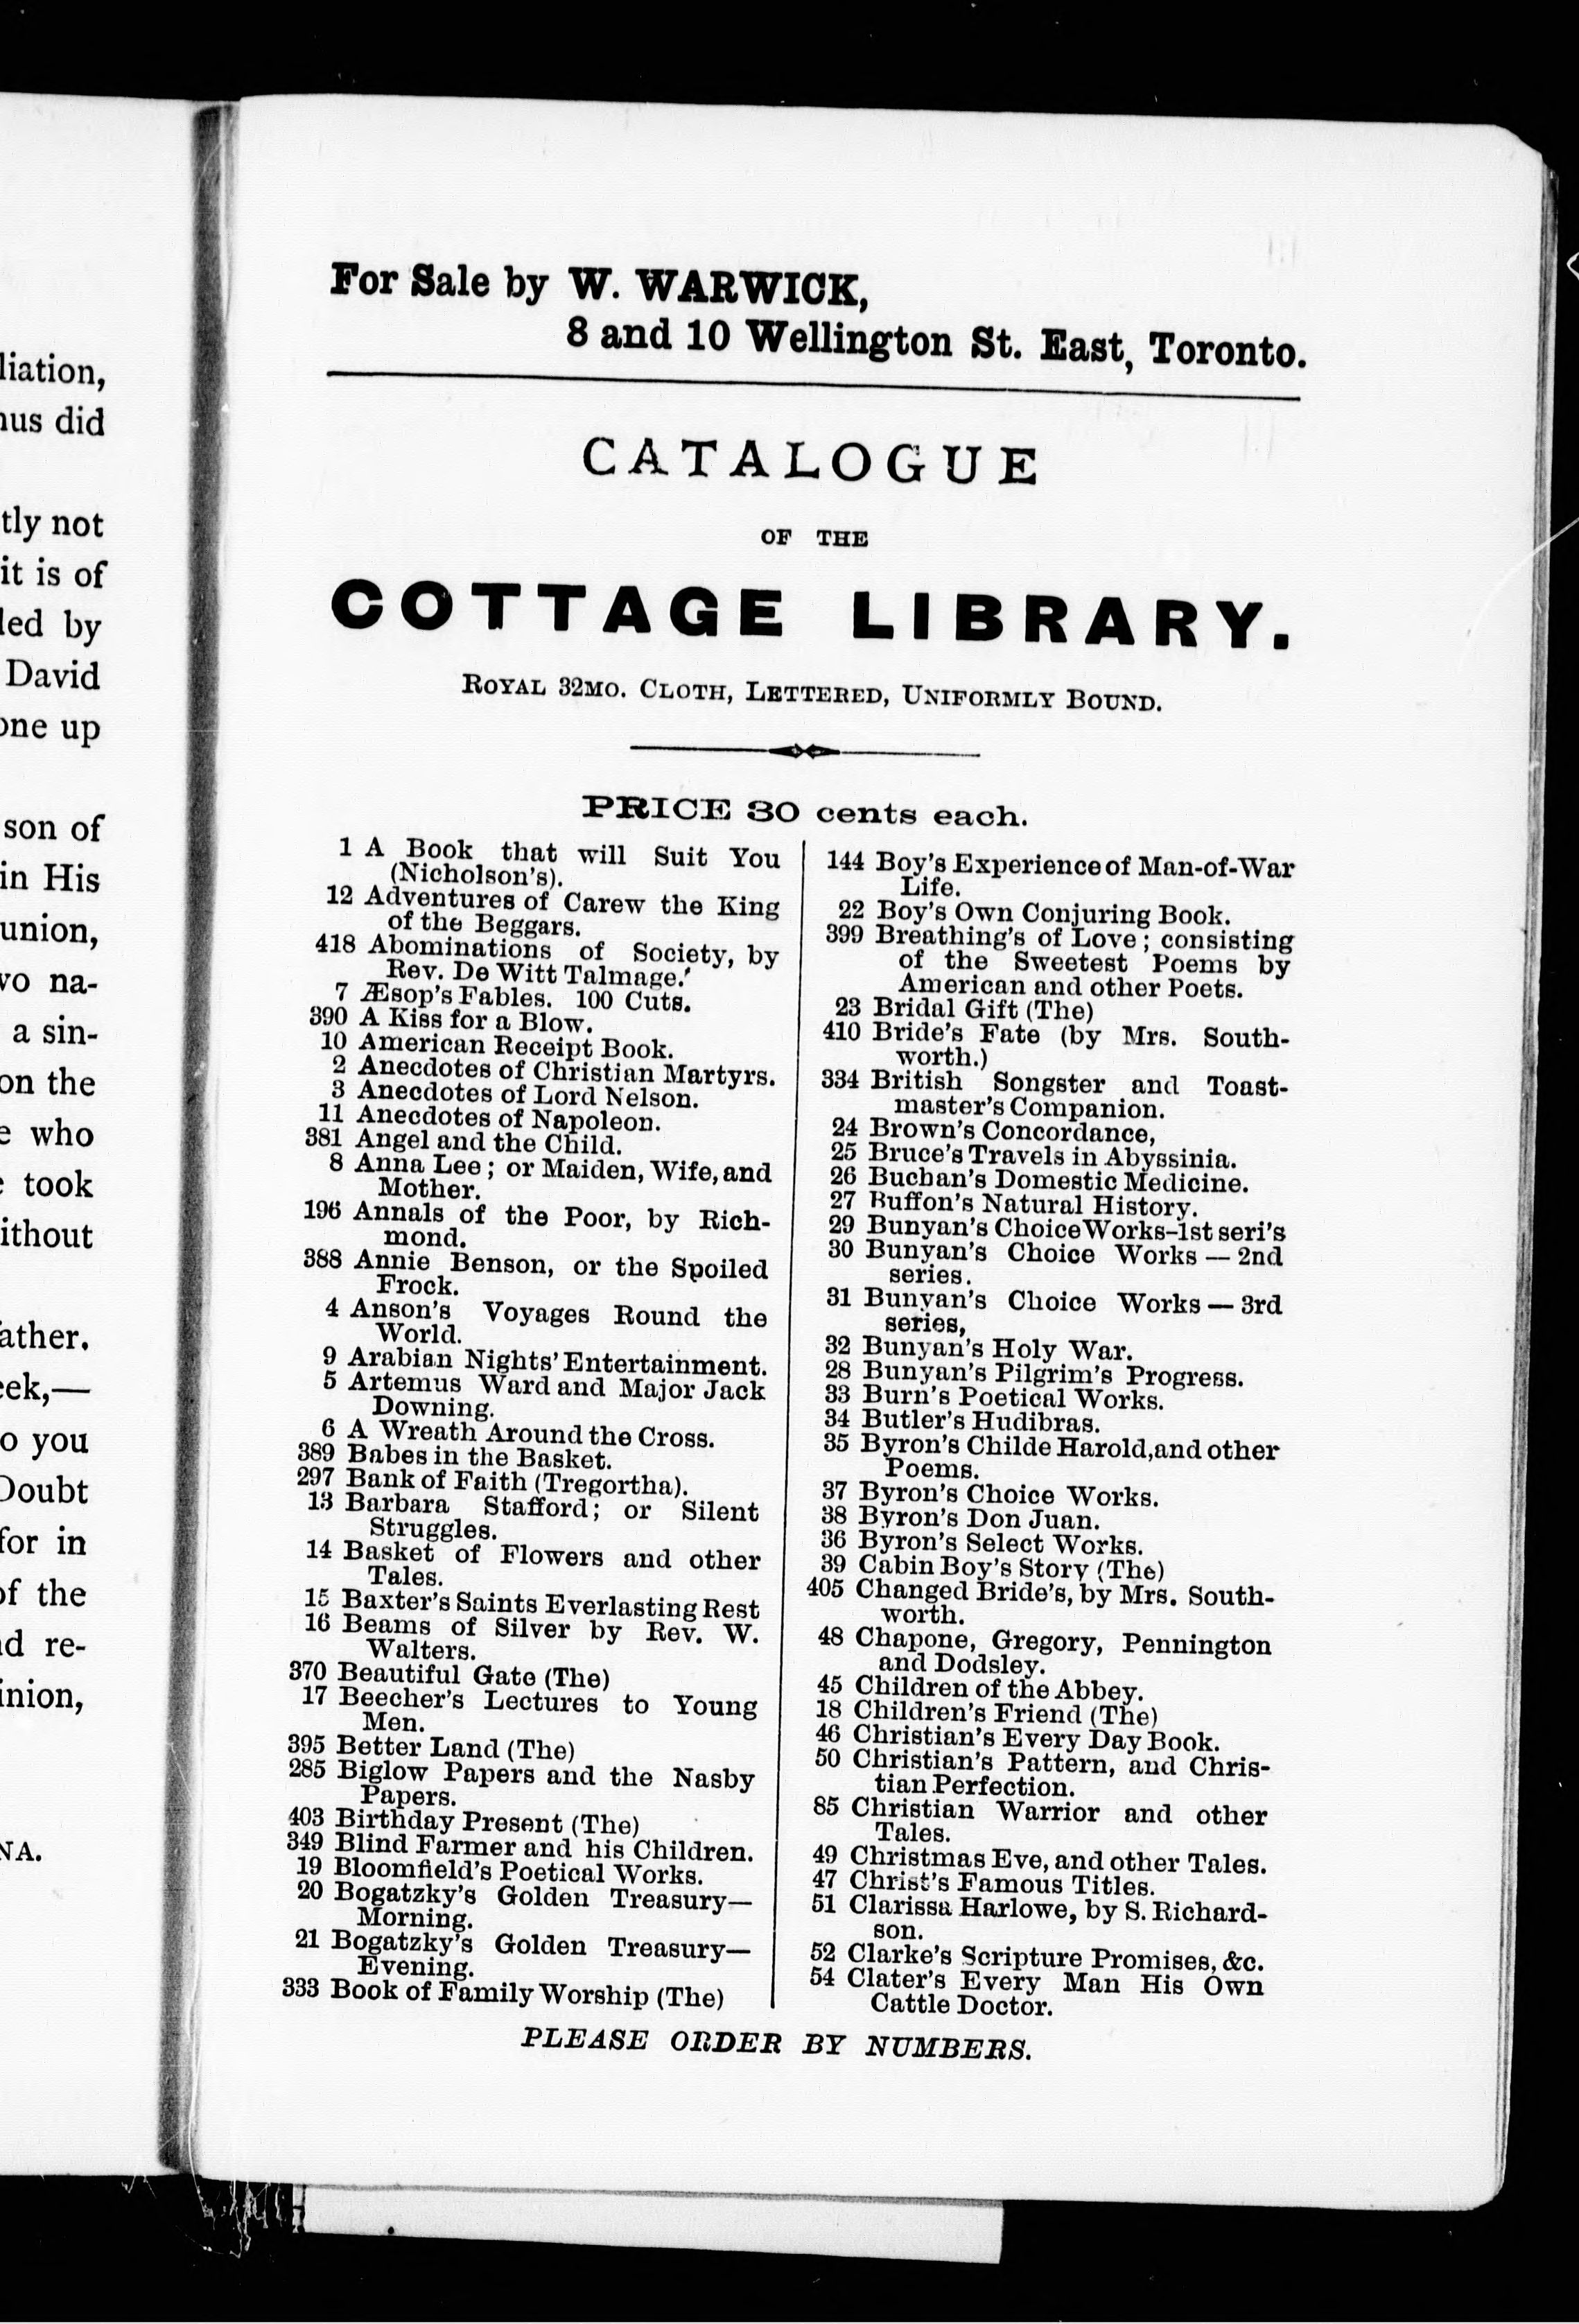 liation,
nus did
tly not
it is of
led by
David
one up
son of
in His
union,
vo na-
a sin-
on the
e who
e took
ithout
ather.
eek,—
o you
Doubt
for in
of the
nd re-
inion,
NA.
For Sale by W. WARWICK,
8 and 10 Wellington St. East, Toronto.
CATALOGUE
OF THE
COTTAGE LIBRARY.
ROYAL 32MO. CLOTH, LETTERED, UNIFORMLY BOUND.
PRICE 30 cents each.
1 A Book that will Suit You
(Nicholson's).
12 Adventures of Carew the King
of the Beggars.
418 Abominations of Society, by
Rev. De Witt Talmage.'
7 Æsop's Fables. 100 Cuts.
390 A Kiss for a Blow.
10 American Receipt Book.
2 Anecdotes of Christian Martyrs.
3 Anecdotes of Lord Nelson.
11 Anecdotes of Napoleon.
381 Angel and the Child.
8 Anna Lee; or Maiden, Wife, and
Mother.
196 Annals of the Poor, by Rich-
mond.
388 Annie Benson, or the Spoiled
Frock.
4 Anson's Voyages Round the
World.
9 Arabian Nights' Entertainment.
5 Artemus Ward and Major Jack
Downing.
6 A Wreath Around the Cross.
389 Babes in the Basket.
297 Bank of Faith (Tregortha).
13 Barbara Stafford; or Silent
Struggles.
14 Basket of Flowers and other
Tales.
15 Baxter's Saints Everlasting Rest
16 Beams of Silver by Rev. W.
Walters.
370 Beautiful Gate (The)
17 Beecher's Lectures to Young
Men.
395 Better Land (The)
285 Biglow Papers and the Nasby
Papers.
403 Birthday Present (The)
349 Blind Farmer and his Children.
19 Bloomfield's Poetical Works.
20 Bogatzky's Golden Treasury—
Morning.
21 Bogatzky's Golden Treasury—
Evening.
333 Book of Family Worship (The)
144 Boy's Experience of Man-of-War
Life.
22 Boy's Own Conjuring Book.
399 Breathing's of Love; consisting
of the Sweetest Poems by
American and other Poets.
23 Bridal Gift (The)
410 Bride's Fate (by Mrs. South-
worth.)
334 British Songster and Toast-
master's Companion.
24 Brown's Concordance,
25 Bruce's Travels in Abyssinia.
26 Buchan's Domestic Medicine.
27 Buffon's Natural History.
29 Bunyan's Choice Works–1st seri's
30 Bunyan's Choice Works — 2nd
series.
31 Bunyan's Choice Works — 3rd
series,
32 Bunyan's Holy War.
28 Bunyan's Pilgrim's Progress.
33 Burn's Poetical Works.
34 Butler's Hudibras.
35 Byron's Childe Harold, and other
Poems.
37 Byron's Choice Works.
38 Byron's Don Juan.
36 Byron's Select Works.
39 Cabin Boy's Story (The)
405 Changed Bride's, by Mrs. South-
worth.
48 Chapone, Gregory, Pennington
and Dodsley.
45 Children of the Abbey.
18 Children's Friend (The)
46 Christian's Every Day Book.
50 Christian's Pattern, and Chris-
tian Perfection.
85 Christian Warrior and other
Tales.
49 Christmas Eve, and other Tales.
47 Christ's Famous Titles.
51 Clarissa Harlowe, by S. Richard-
son.
52 Clarke's Scripture Promises, &c.
54 Clater's Every Man His Own
Cattle Doctor.
PLEASE ORDER BY NUMBERS.